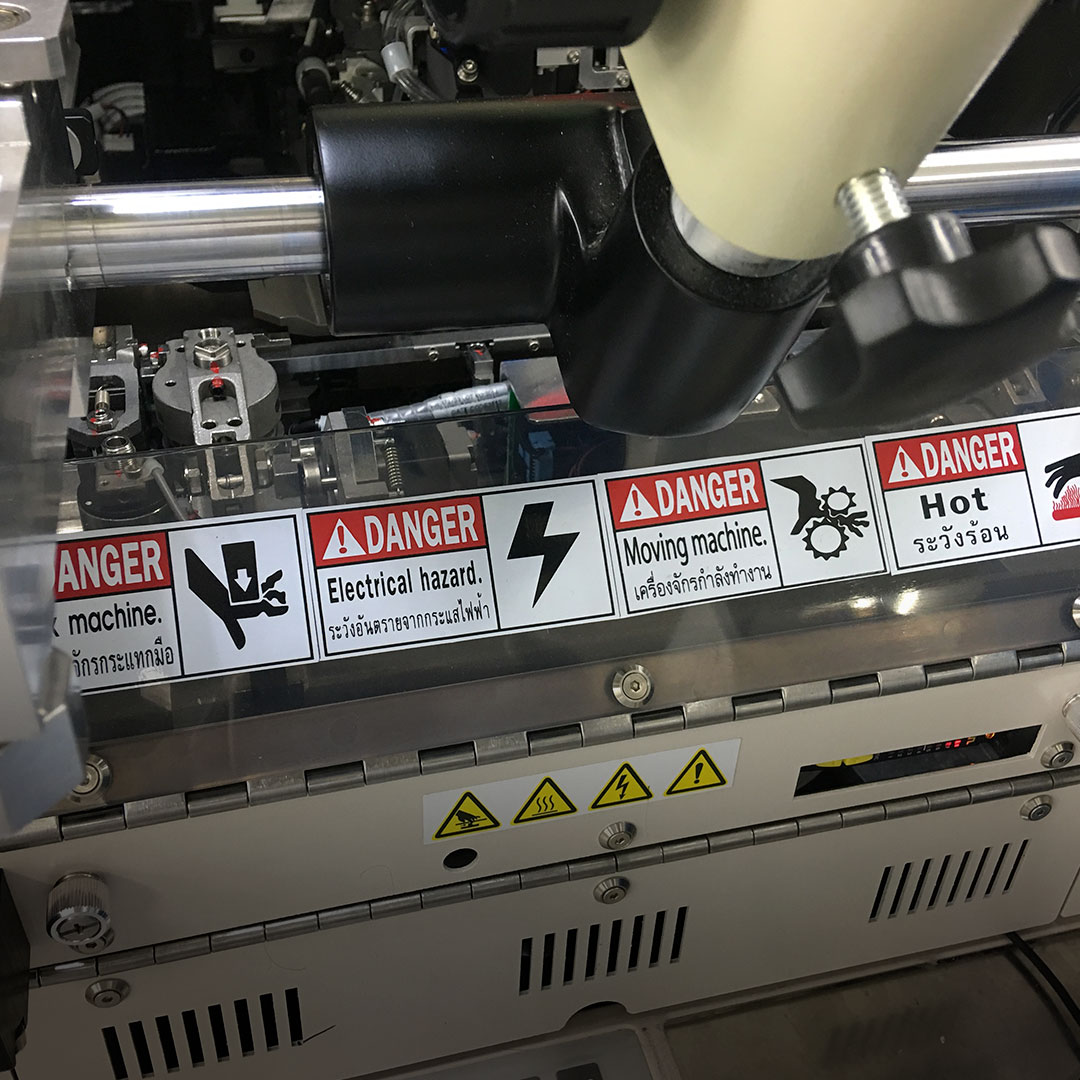 ANGER
machine.
จักรกระแทกมือ
DANGER
Electrical hazard.
ระวังอันตรายจากกระแสไฟฟ้า
DANGER
Moving machine.
เครื่องจักรกำลังทำงาน
DANGER
Hot
ระวังร้อน